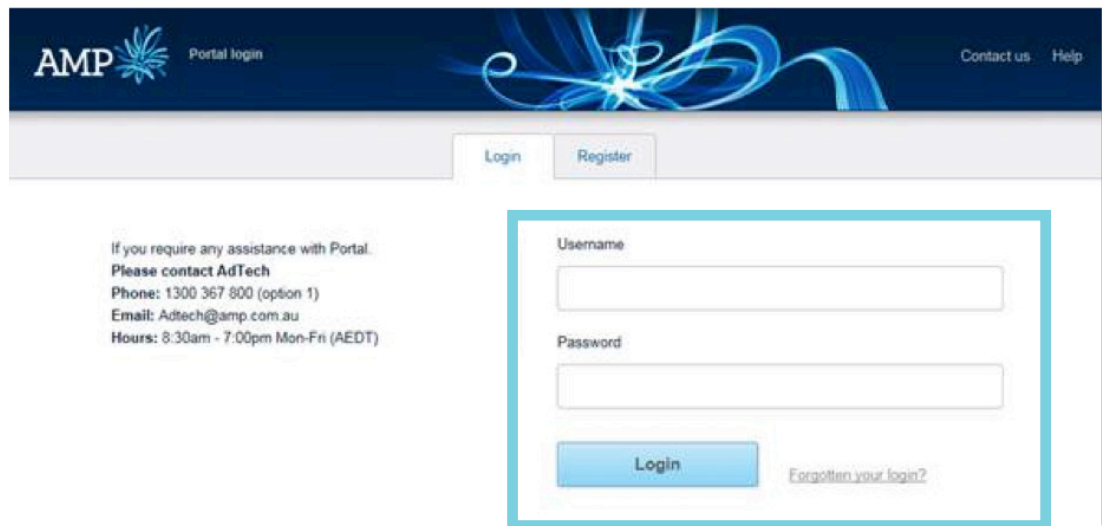 AMP
Portal login
Contact us Help
Login Register
If you require any assistance with Portal.
Please contact AdTech
Phone: 1300 367 800 (option 1)
Email: Adtech@amp.com.au
Hours: 8:30am - 7:00pm Mon-Fri (AEDT)
Username
Password
Login
Forgotten your login?